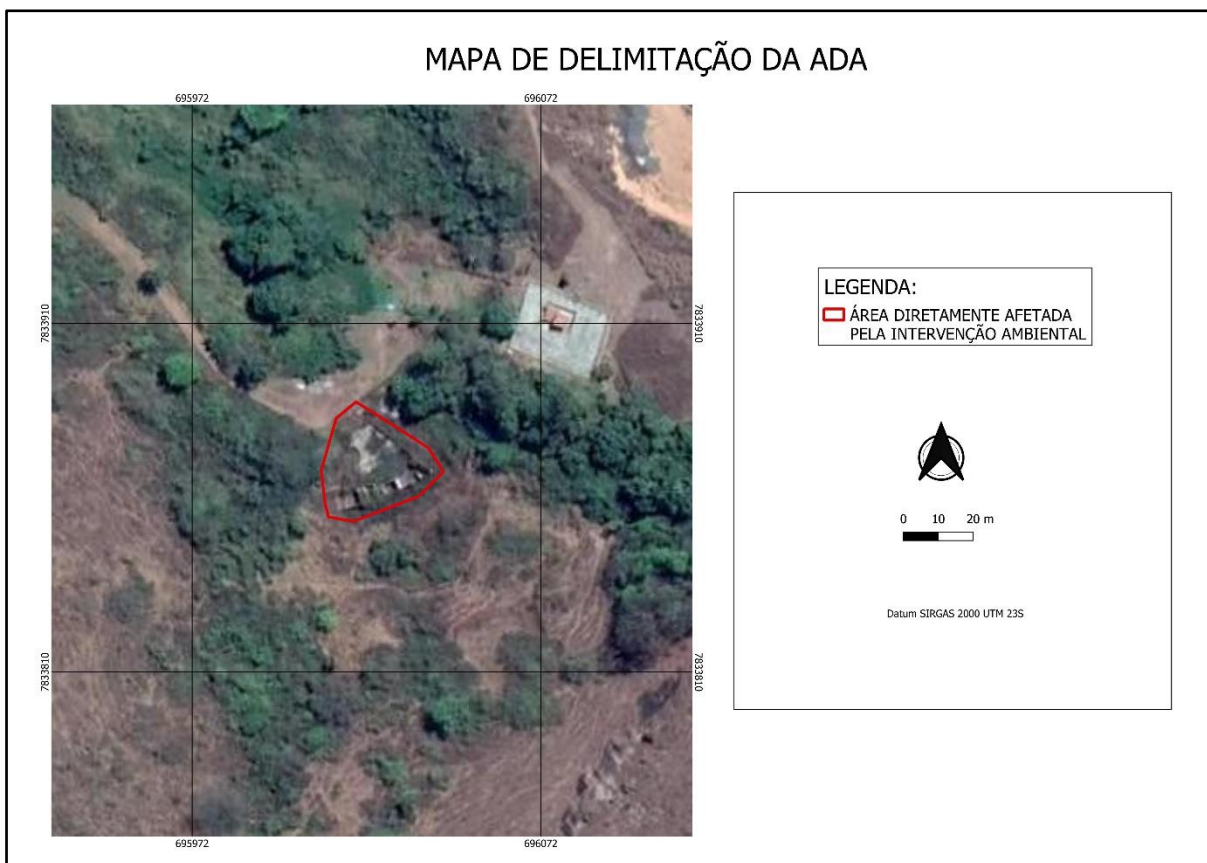 MAPA DE DELIMITAÇÃO DA ADA
695972 696072
7833910 7833910
7833810 7833810
695972 696072
LEGENDA:
ÁREA DIRETAMENTE AFETADA
PELA INTERVENÇÃO AMBIENTAL
0 10 20 m
Datum SIRGAS 2000 UTM 23S